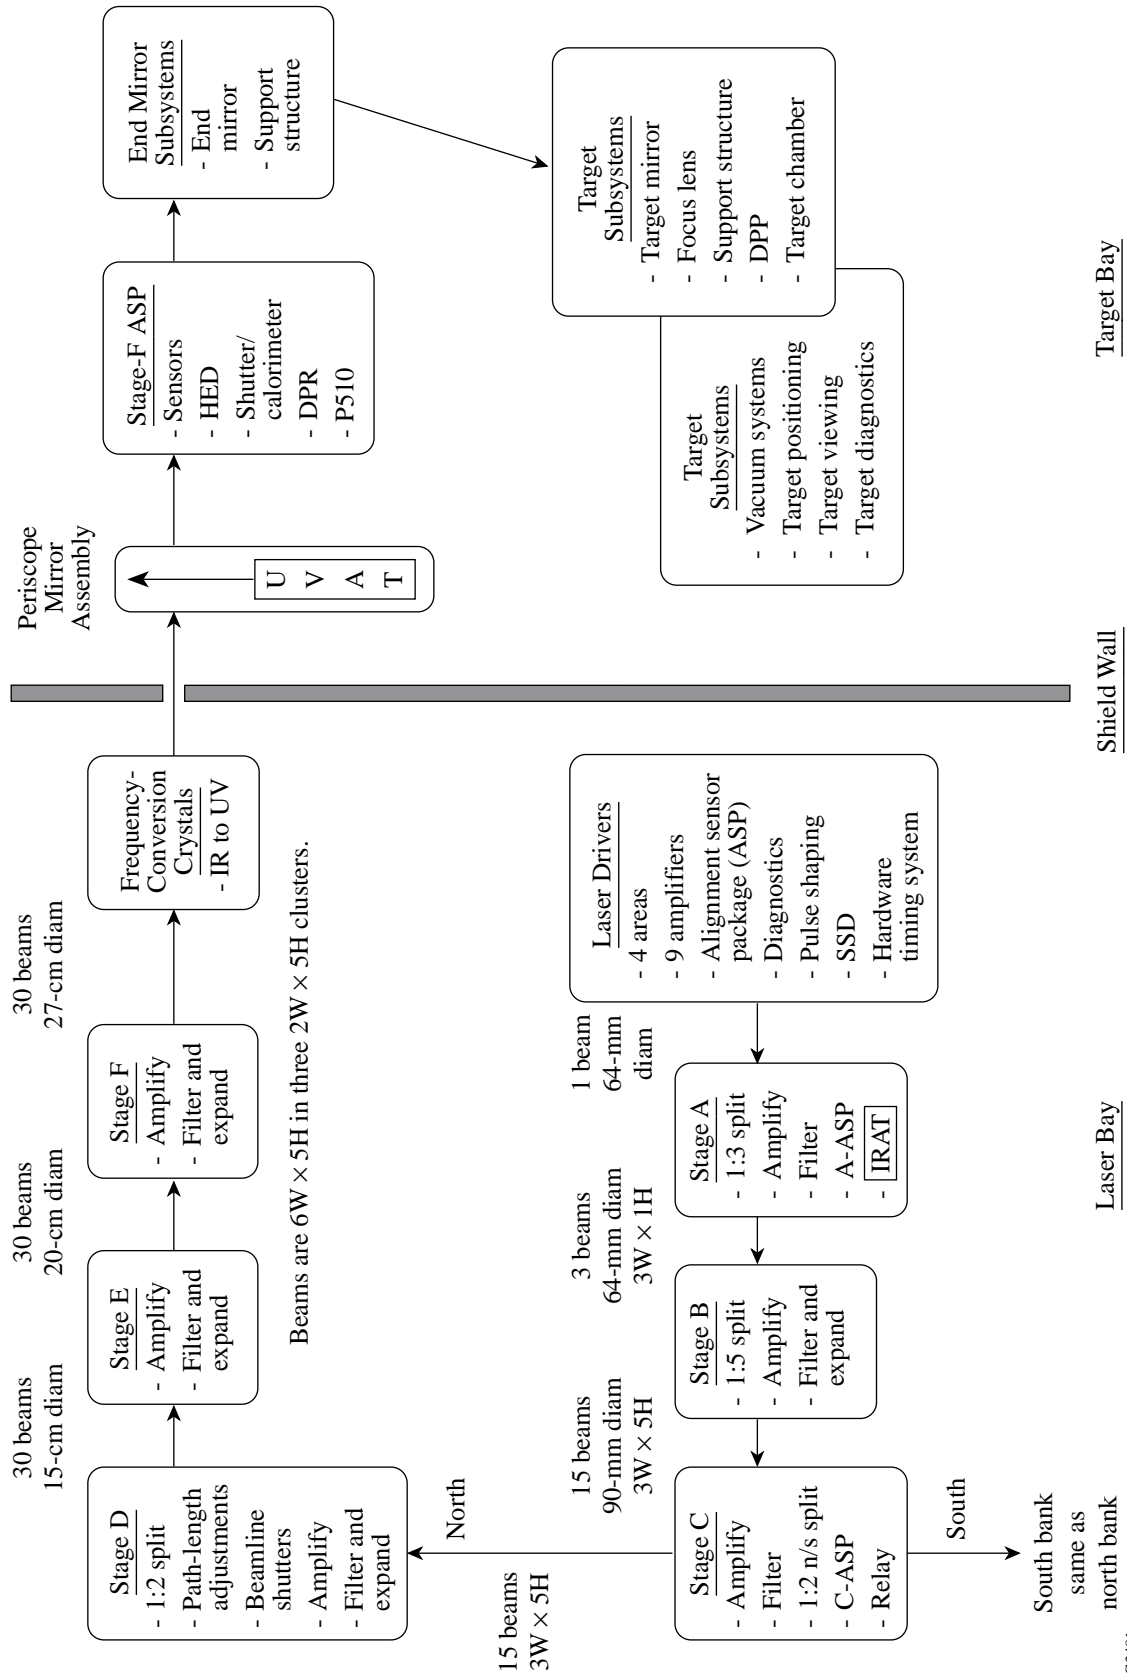 Laser Drivers
- 4 areas
- 9 amplifiers
- Alignment sensor
package (ASP)
- Diagnostics
- Pulse shaping
- SSD
- Hardware
timing system
1 beam
64-mm
diam
Stage A
- 1:3 split
- Amplify
- Filter
- A-ASP
- IRAT
3 beams
64-mm diam
3W × 1H
Stage B
- 1:5 split
- Amplify
- Filter and
expand
15 beams
90-mm diam
3W × 5H
Stage C
- Amplify
- Filter
- 1:2 n/s split
- C-ASP
- Relay
South
South bank
same as
north bank
North
15 beams
3W × 5H
Stage D
- 1:2 split
- Path-length
adjustments
- Beamline
shutters
- Amplify
- Filter and
expand
30 beams
15-cm diam
Stage E
- Amplify
- Filter and
expand
30 beams
20-cm diam
Stage F
- Amplify
- Filter and
expand
30 beams
27-cm diam
Frequency-
Conversion
Crystals
- IR to UV
Beams are 6W × 5H in three 2W × 5H clusters.
Periscope
Mirror
Assembly
U
V
A
T
Stage-F ASP
- Sensors
- HED
- Shutter/
calorimeter
- DPR
- P510
End Mirror
Subsystems
- End
mirror
- Support
structure
Target
Subsystems
- Target mirror
- Focus lens
- Support structure
- DPP
- Target chamber
Target
Subsystems
- Vacuum systems
- Target positioning
- Target viewing
- Target diagnostics
Laser Bay
Shield Wall
Target Bay